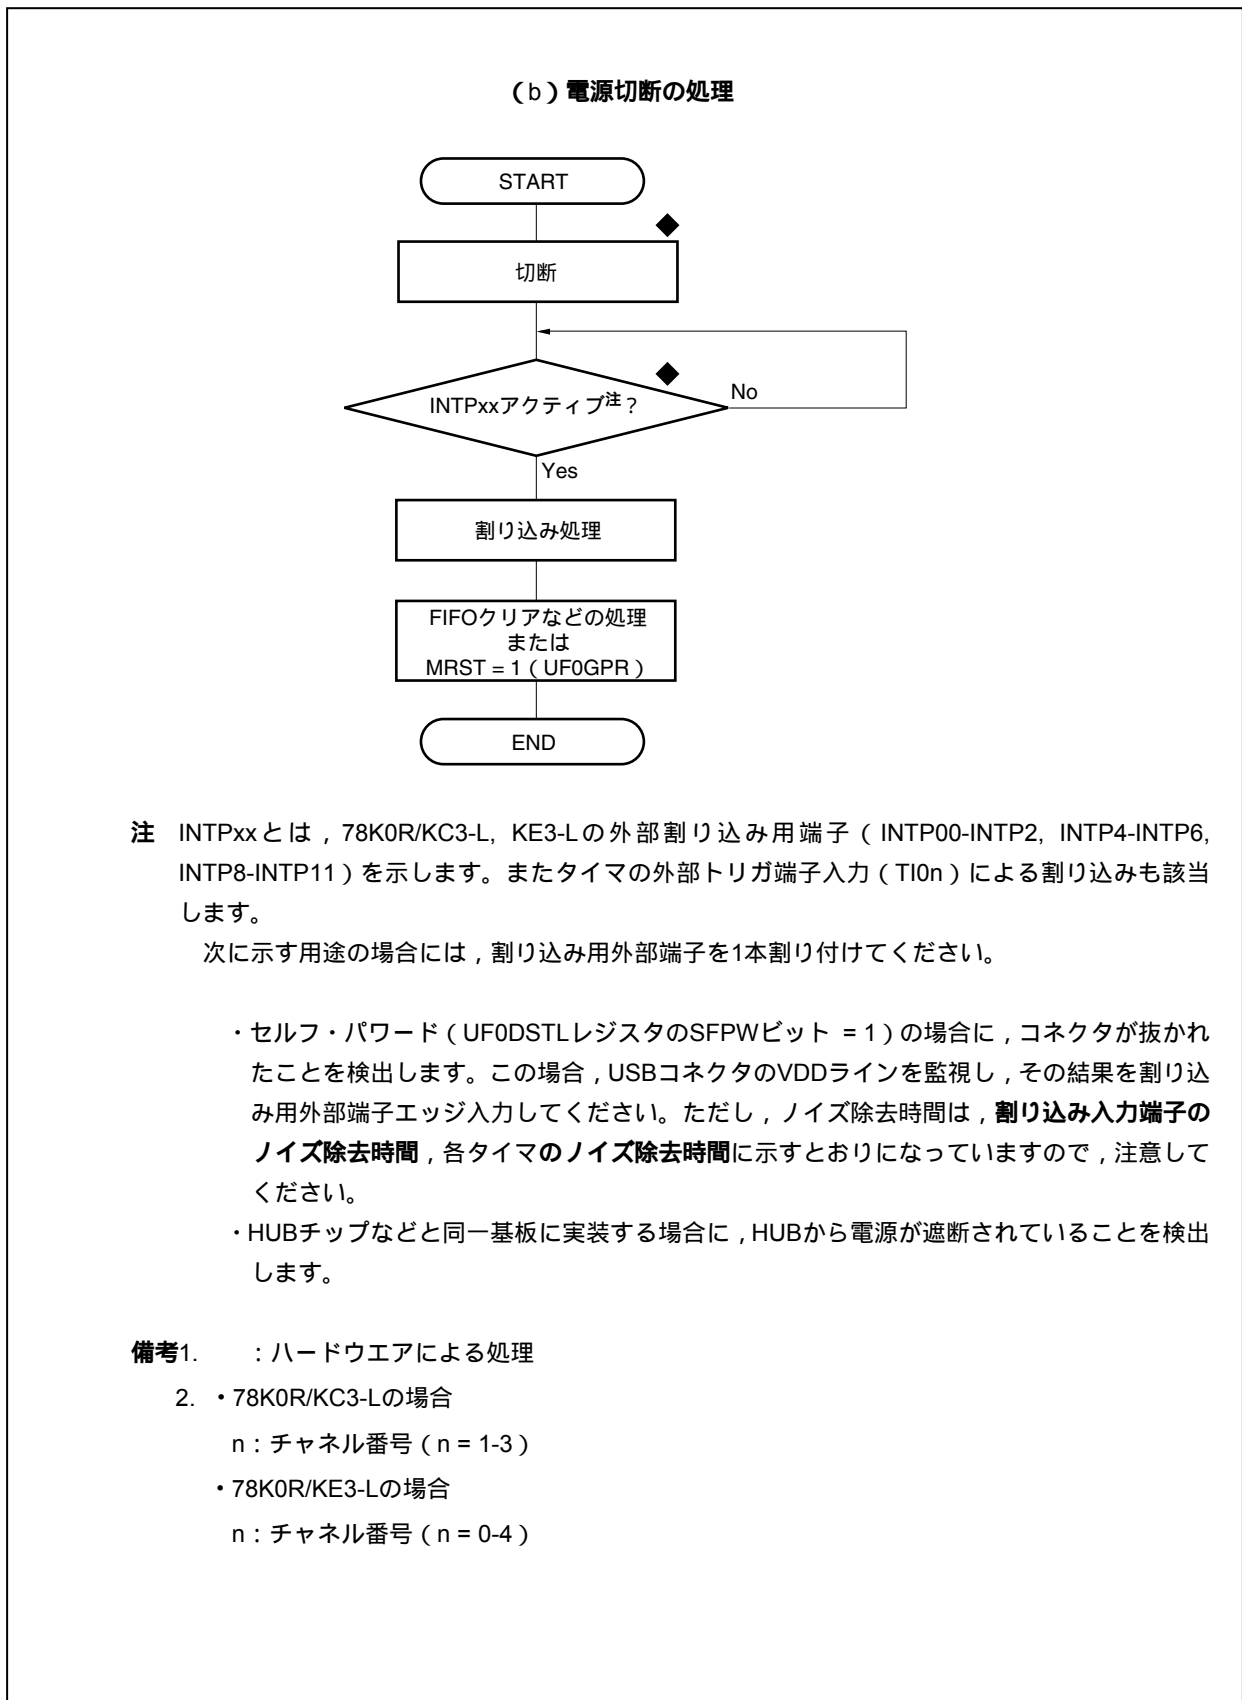 （b）電源切断の処理
START
切断
INTPxxアクティブ注？
No
Yes
割り込み処理
FIFOクリアなどの処理
または
MRST = 1（UF0GPR）
END
注 INTPxxとは，78K0R/KC3-L, KE3-Lの外部割り込み用端子（INTP00-INTP2, INTP4-INTP6,
INTP8-INTP11）を示します。またタイマの外部トリガ端子入力（TI0n）による割り込みも該当
します。
次に示す用途の場合には，割り込み用外部端子を1本割り付けてください。
・セルフ・パワード（UF0DSTLレジスタのSFPWビット = 1）の場合に，コネクタが抜かれ
たことを検出します。この場合，USBコネクタのVDDラインを監視し，その結果を割り込
み用外部端子エッジ入力してください。ただし，ノイズ除去時間は，割り込み入力端子の
ノイズ除去時間，各タイマのノイズ除去時間に示すとおりになっていますので，注意して
ください。
・HUBチップなどと同一基板に実装する場合に，HUBから電源が遮断されていることを検出
します。
備考1. ：ハードウエアによる処理
2. ・78K0R/KC3-Lの場合
n：チャネル番号（n = 1-3）
・78K0R/KE3-Lの場合
n：チャネル番号（n = 0-4）